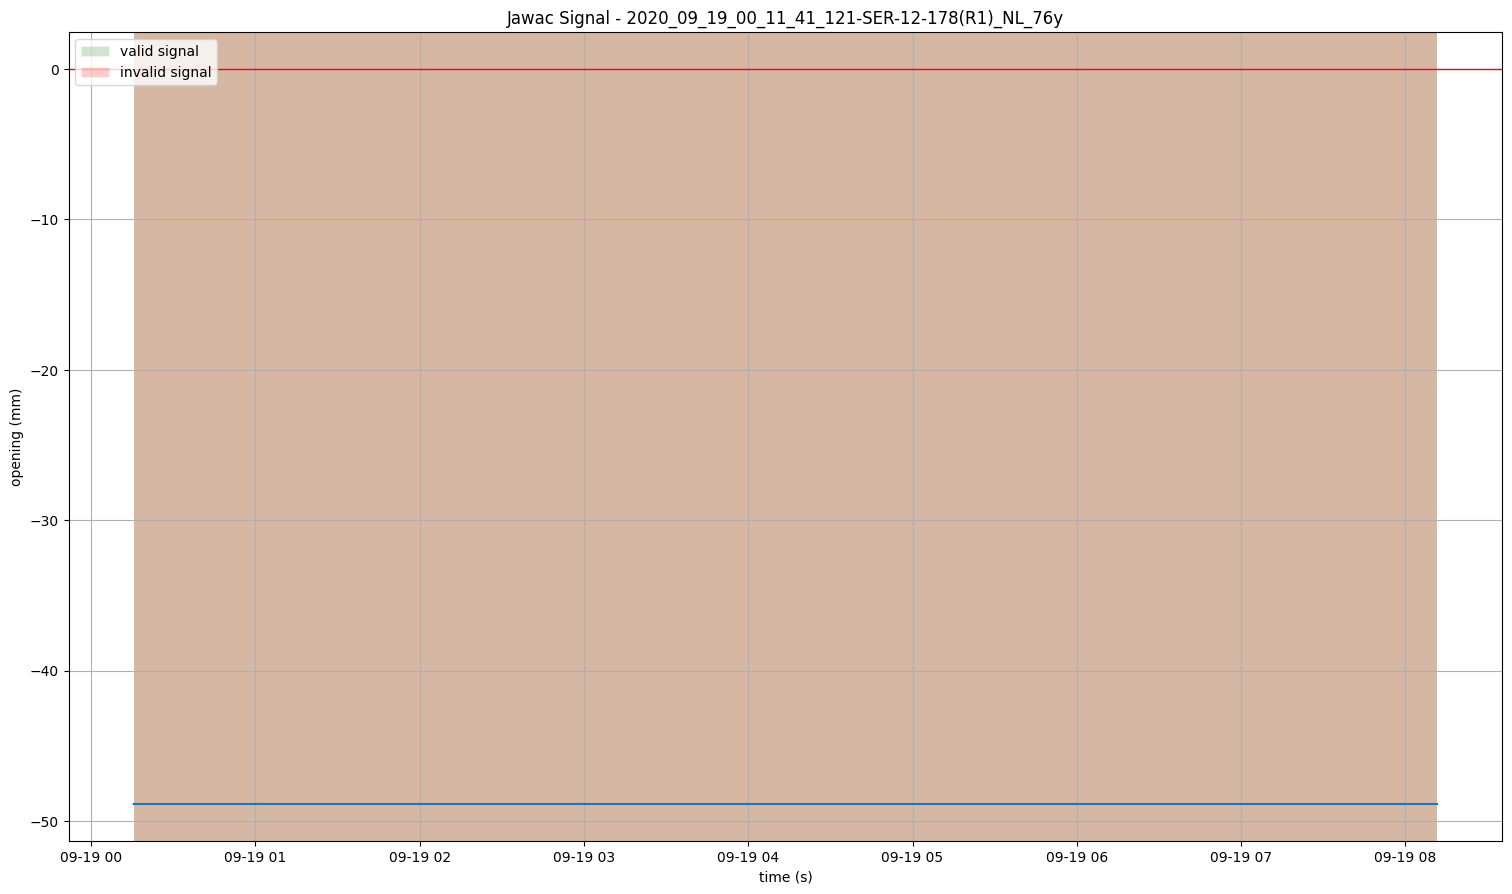 Jawac Signal - 2020_09_19_00_11_41_121-SER-12-178(R1)_NL_76y
valid signal
invalid signal
0
−10
−20
−30
−40
−50
opening (mm)
09-19 00 09-19 01 09-19 02 09-19 03 09-19 04 09-19 05 09-19 06 09-19 07 09-19 08
time (s)